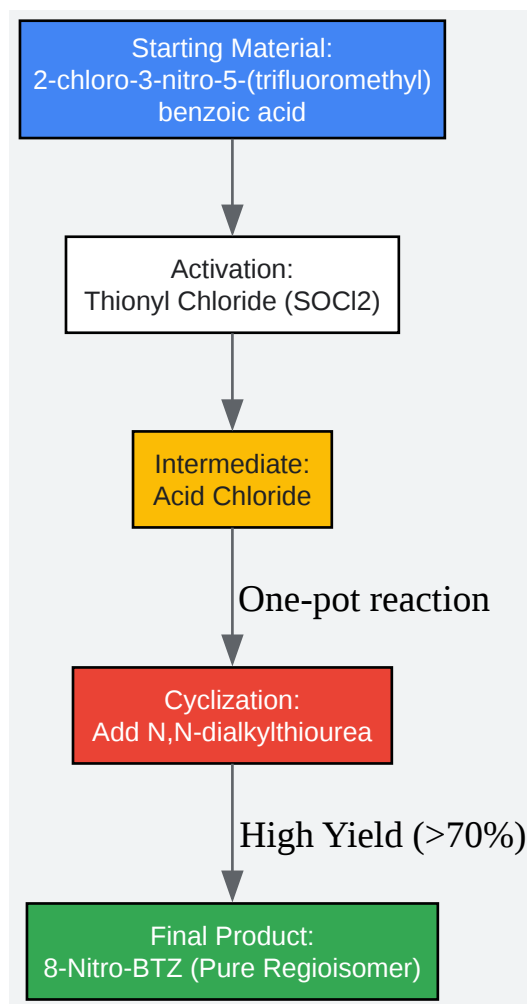 Starting Material:
2-chloro-3-nitro-5-(trifluoromethyl)
benzoic acid
Activation:
Thionyl Chloride (SOCl2)
Intermediate:
Acid Chloride
One-pot reaction
Cyclization:
Add N,N-dialkylthiourea
High Yield (>70%)
Final Product:
8-Nitro-BTZ (Pure Regioisomer)